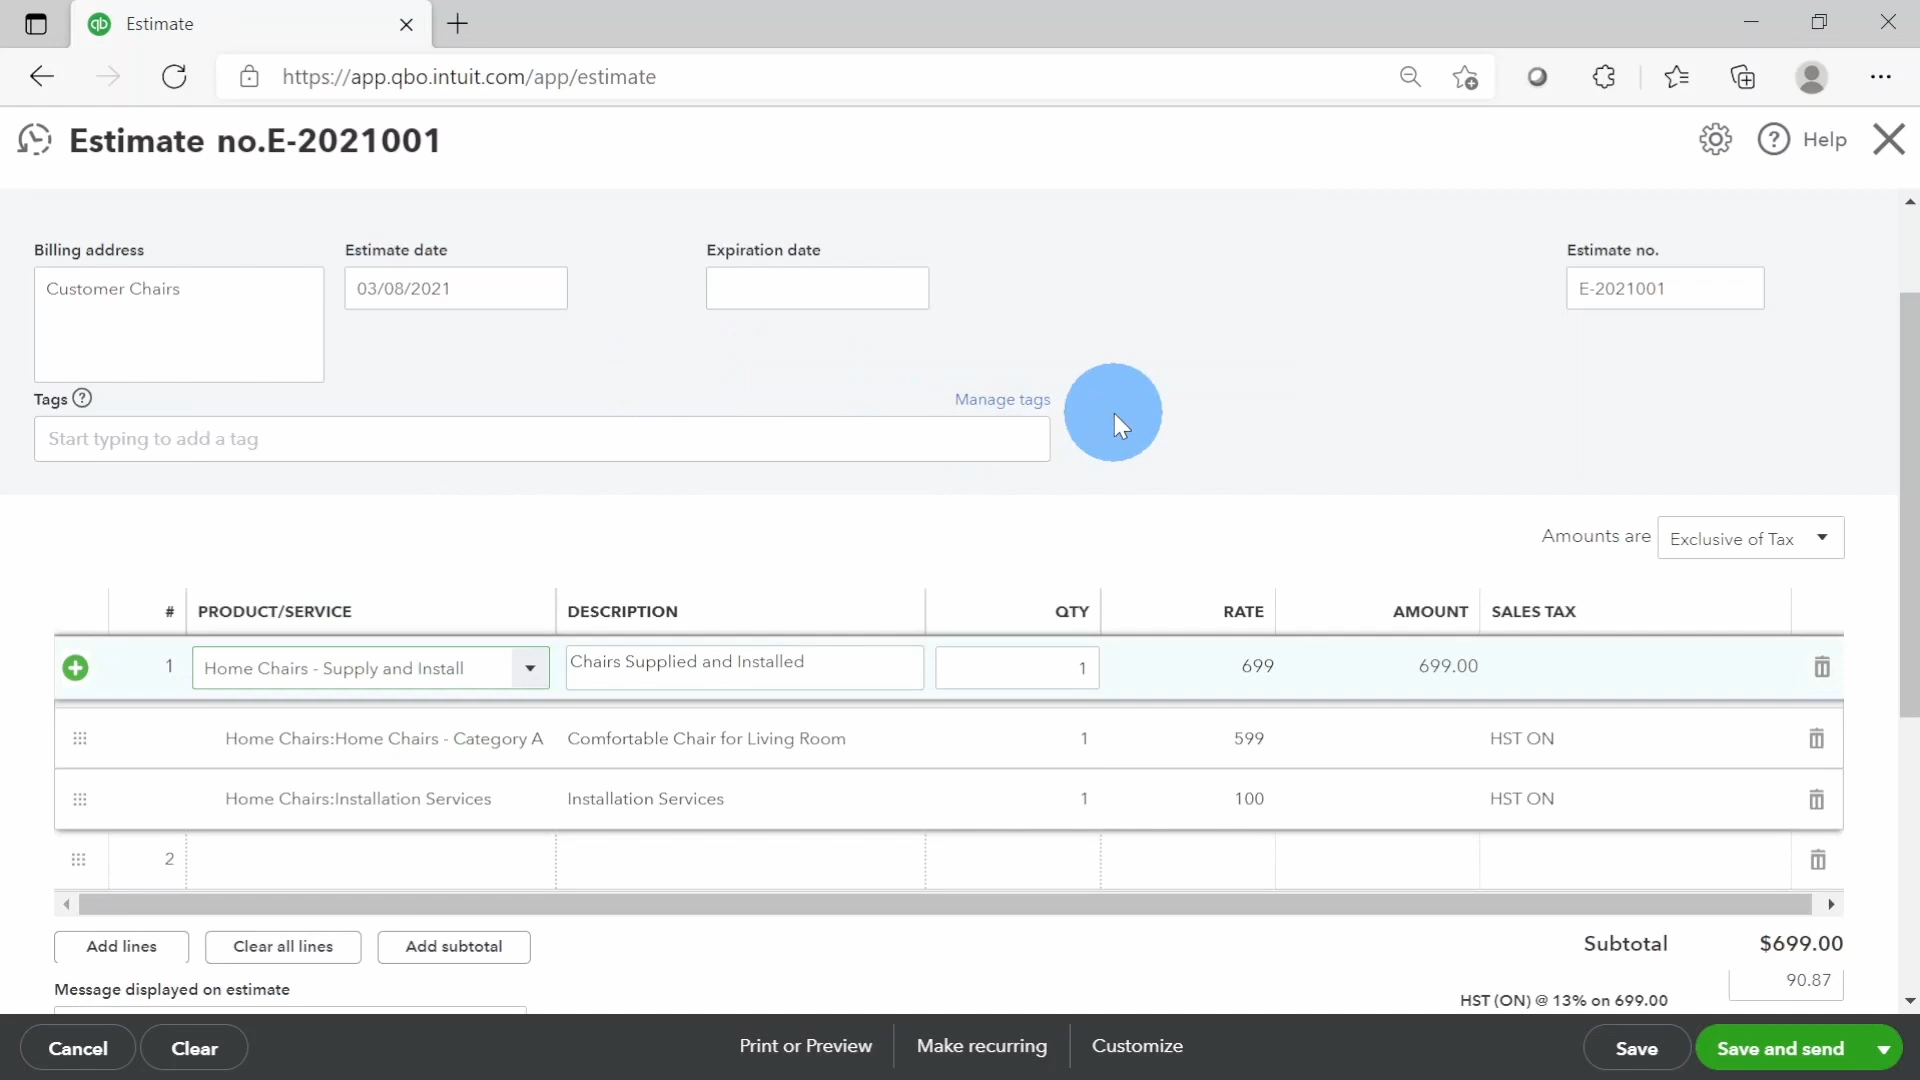 Estimate
https://app.qbo.intuit.com/app/estimate
Estimate no.E-2021001
Help
Billing address
Estimate date
Expiration date
Estimate no.
Customer Chairs
03/08/2021
E-2021001
Tags
Manage tags
Start typing to add a tag
Amounts are Exclusive of Tax
# PRODUCT/SERVICE DESCRIPTION QTY RATE AMOUNT SALES TAX
1 Home Chairs - Supply and Install Chairs Supplied and Installed 1 699 699.00
Home Chairs:Home Chairs - Category A Comfortable Chair for Living Room 1 599 HST ON
Home Chairs:Installation Services Installation Services 1 100 HST ON
2
Add lines Clear all lines Add subtotal Subtotal $699.00
Message displayed on estimate
90.87
HST (ON) @ 13% on 699.00
Cancel Clear Print or Preview Make recurring Customize Save Save and send